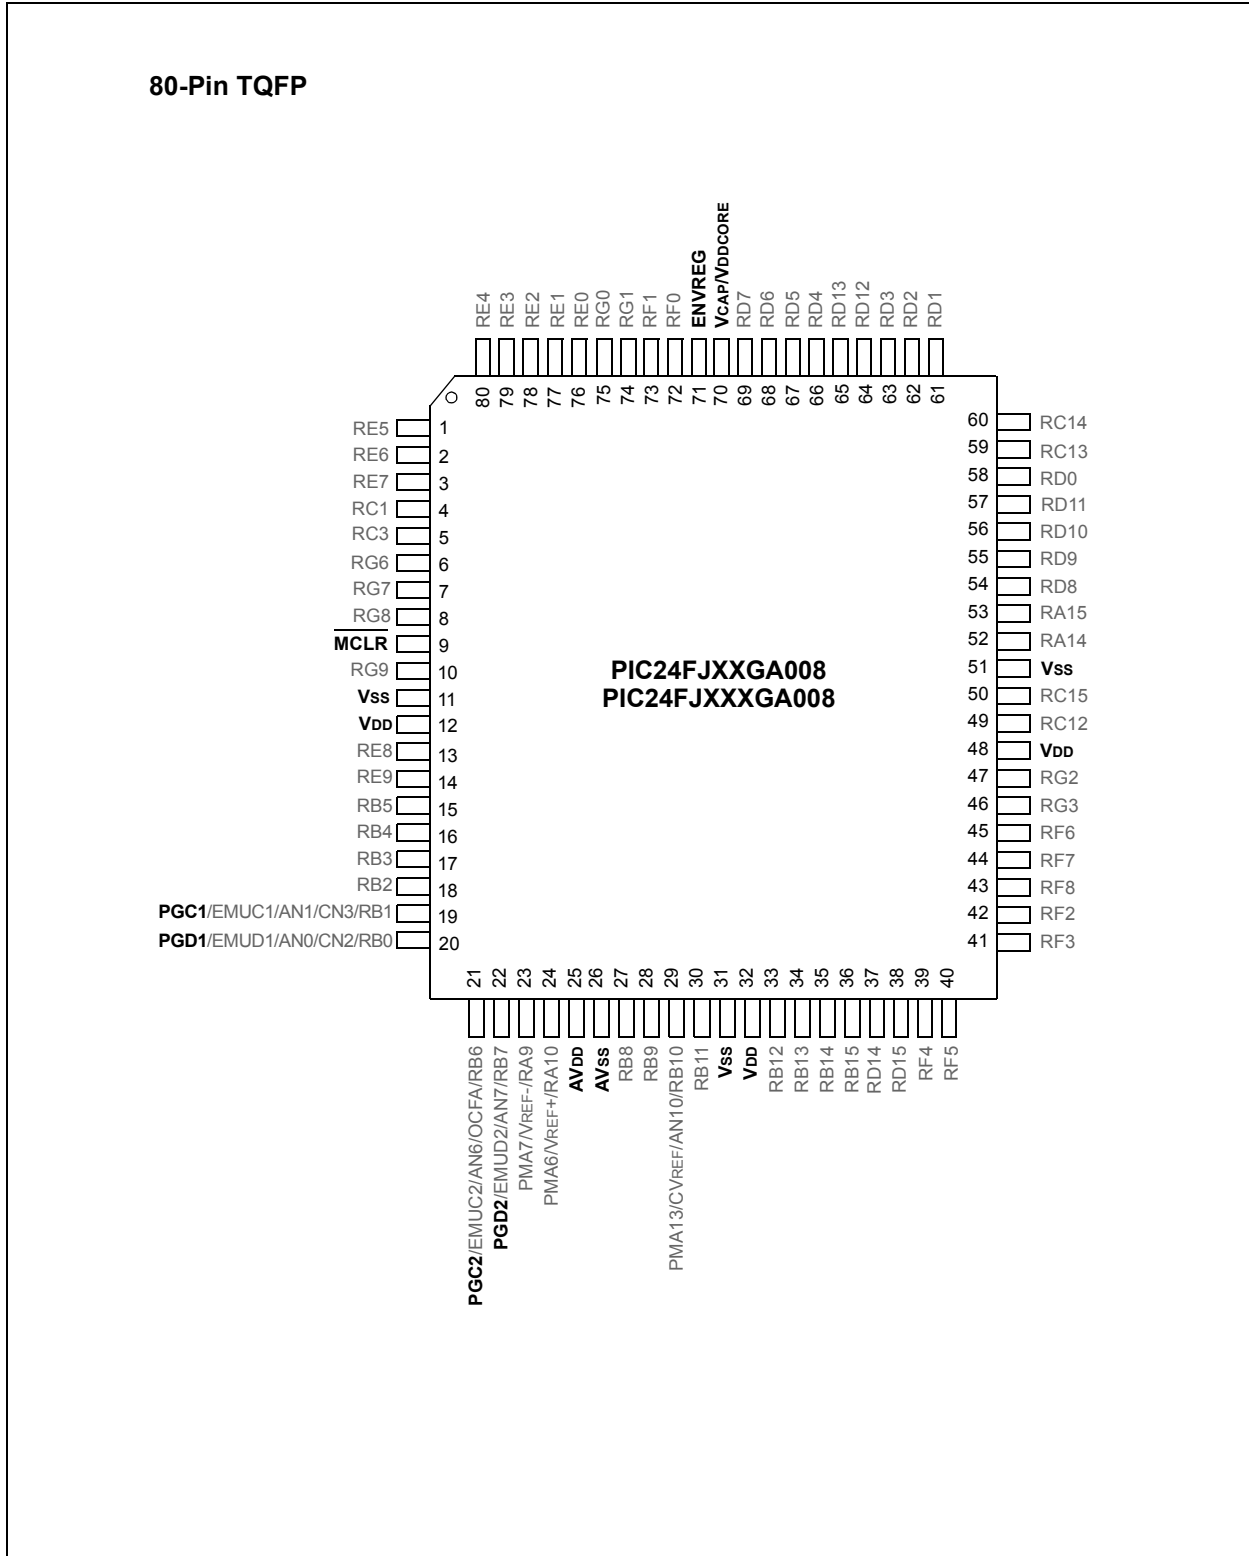 80-Pin TQFP
RE4
RE3
RE2
RE1
RE0
RG0
RG1
RF1
RF0
ENVREG
VCAP/VDDCORE
RD7
RD6
RD5
RD4
RD13
RD12
RD3
RD2
RD1
80
79
78
77
76
75
74
73
72
71
70
69
68
67
66
65
64
63
62
61
RE5 1
RE6 2
RE7 3
RC1 4
RC3 5
RG6 6
RG7 7
RG8 8
MCLR 9
RG9 10
VSS 11
VDD 12
RE8 13
RE9 14
RB5 15
RB4 16
RB3 17
RB2 18
PGC1/EMUC1/AN1/CN3/RB1 19
PGD1/EMUD1/AN0/CN2/RB0 20
PIC24FJXXGA008
PIC24FJXXXGA008
60 RC14
59 RC13
58 RD0
57 RD11
56 RD10
55 RD9
54 RD8
53 RA15
52 RA14
51 VSS
50 RC15
49 RC12
48 VDD
47 RG2
46 RG3
45 RF6
44 RF7
43 RF8
42 RF2
41 RF3
21
22
23
24
25
26
27
28
29
30
31
32
33
34
35
36
37
38
39
40
PGC2/EMUC2/AN6/OCFA/RB6
PGD2/EMUD2/AN7/RB7
PMA7/VREF-/RA9
PMA6/VREF+/RA10
AVDD
AVSS
RB8
RB9
PMA13/CVREF/AN10/RB10
RB11
VSS
VDD
RB12
RB13
RB14
RB15
RD14
RD15
RF4
RF5